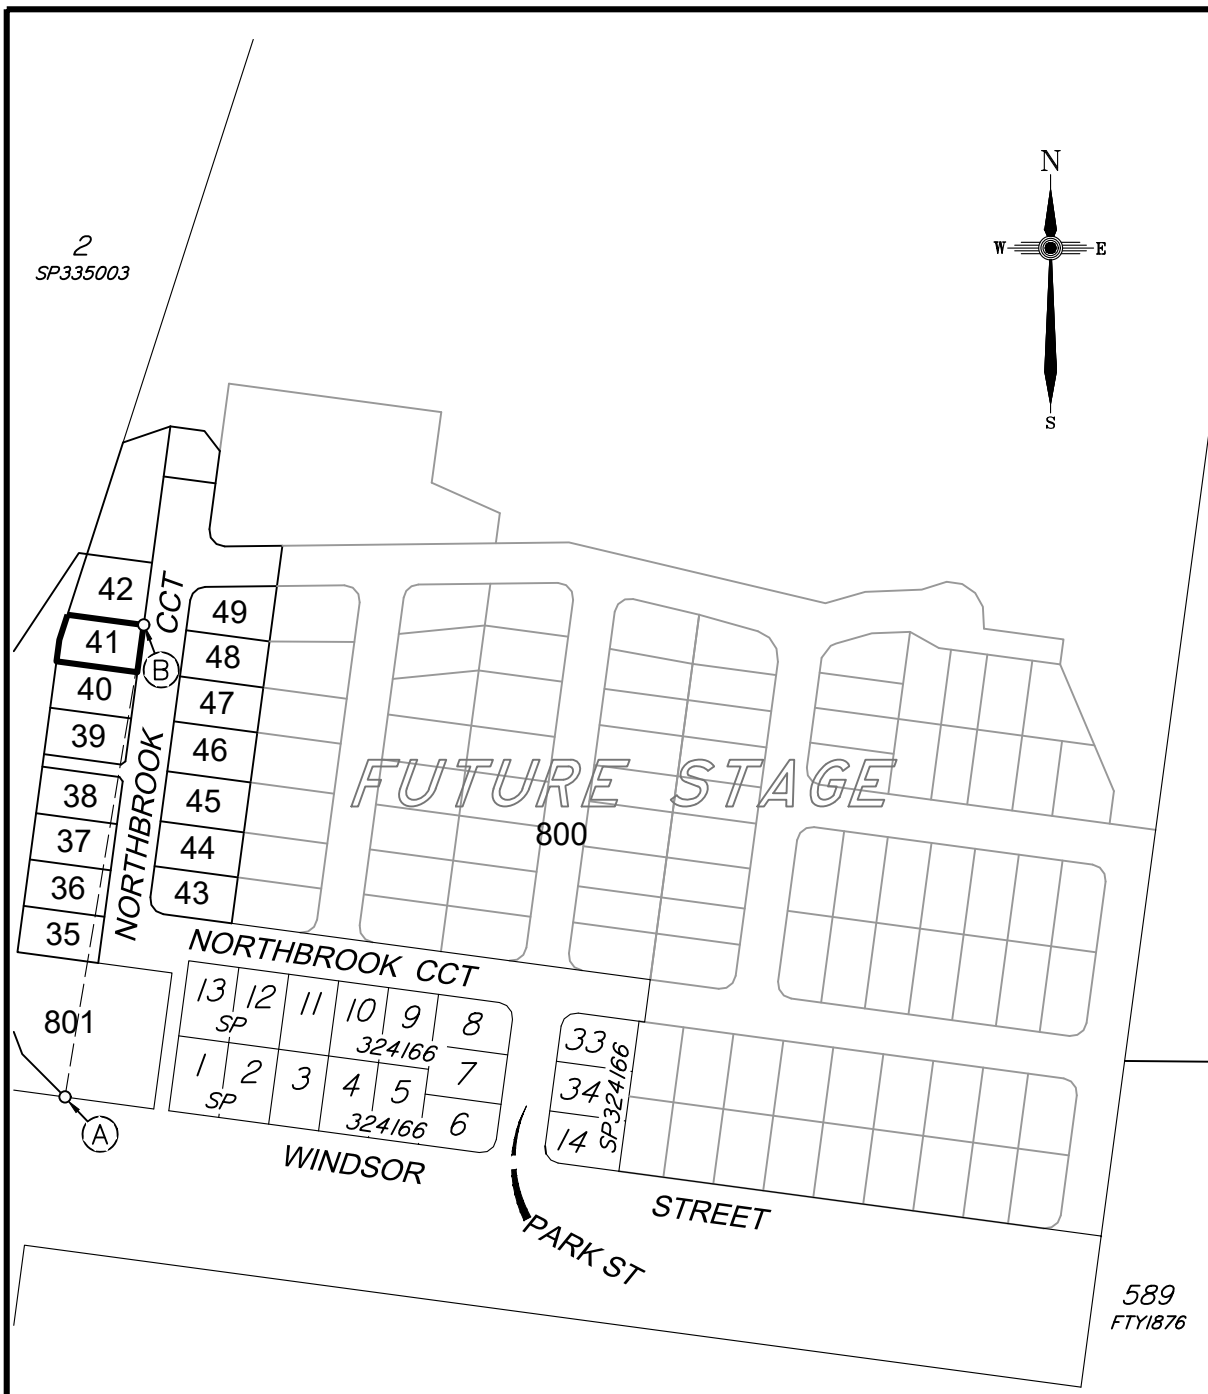 N
W E
S
2
SP335003
42
41
40
39
38
37
36
35
801
CCT
NORTHBROOK
B
49
48
47
46
45
44
43
FUTURE STAGE
800
NORTHBROOK CCT
13 12 11 10 9 8
SP 324166
7
1 2 3 4 5 6
SP 324166
33
34
14
SP324166
A
WINDSOR STREET
PARK ST
589
FTY1876